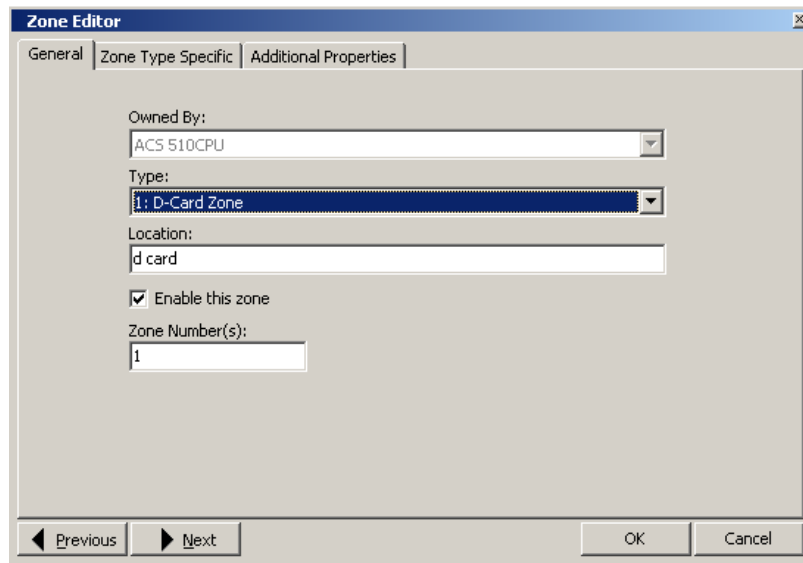 Zone Editor
General Zone Type Specific Additional Properties
Owned By:
ACS 510CPU
Type:
1: D-Card Zone
Location:
d card
Enable this zone
Zone Number(s):
1
Previous Next OK Cancel